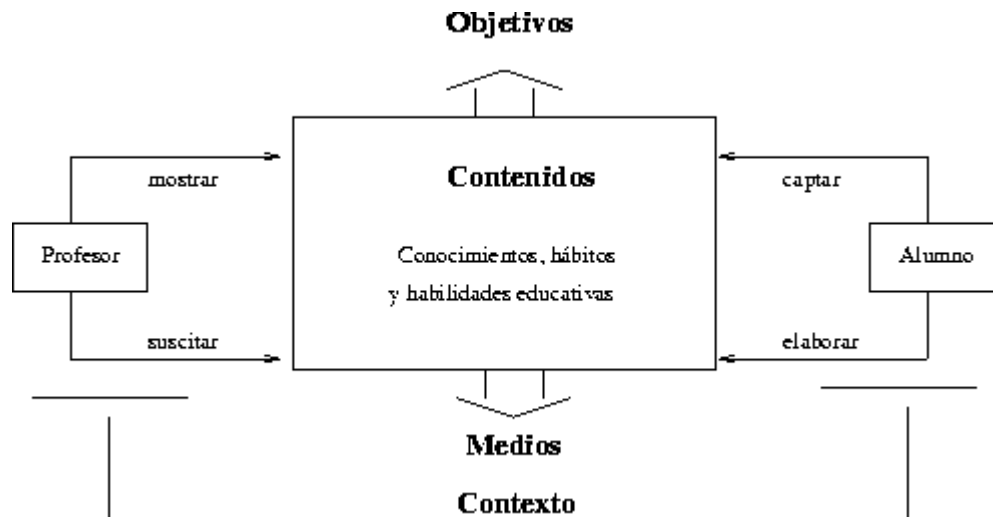 Objetivos
Contenidos
mostrar
captar
Profesor
Conocimientos, hábitos
y habilidades educativas
Alumno
suscitar
elaborar
Medios
Contexto